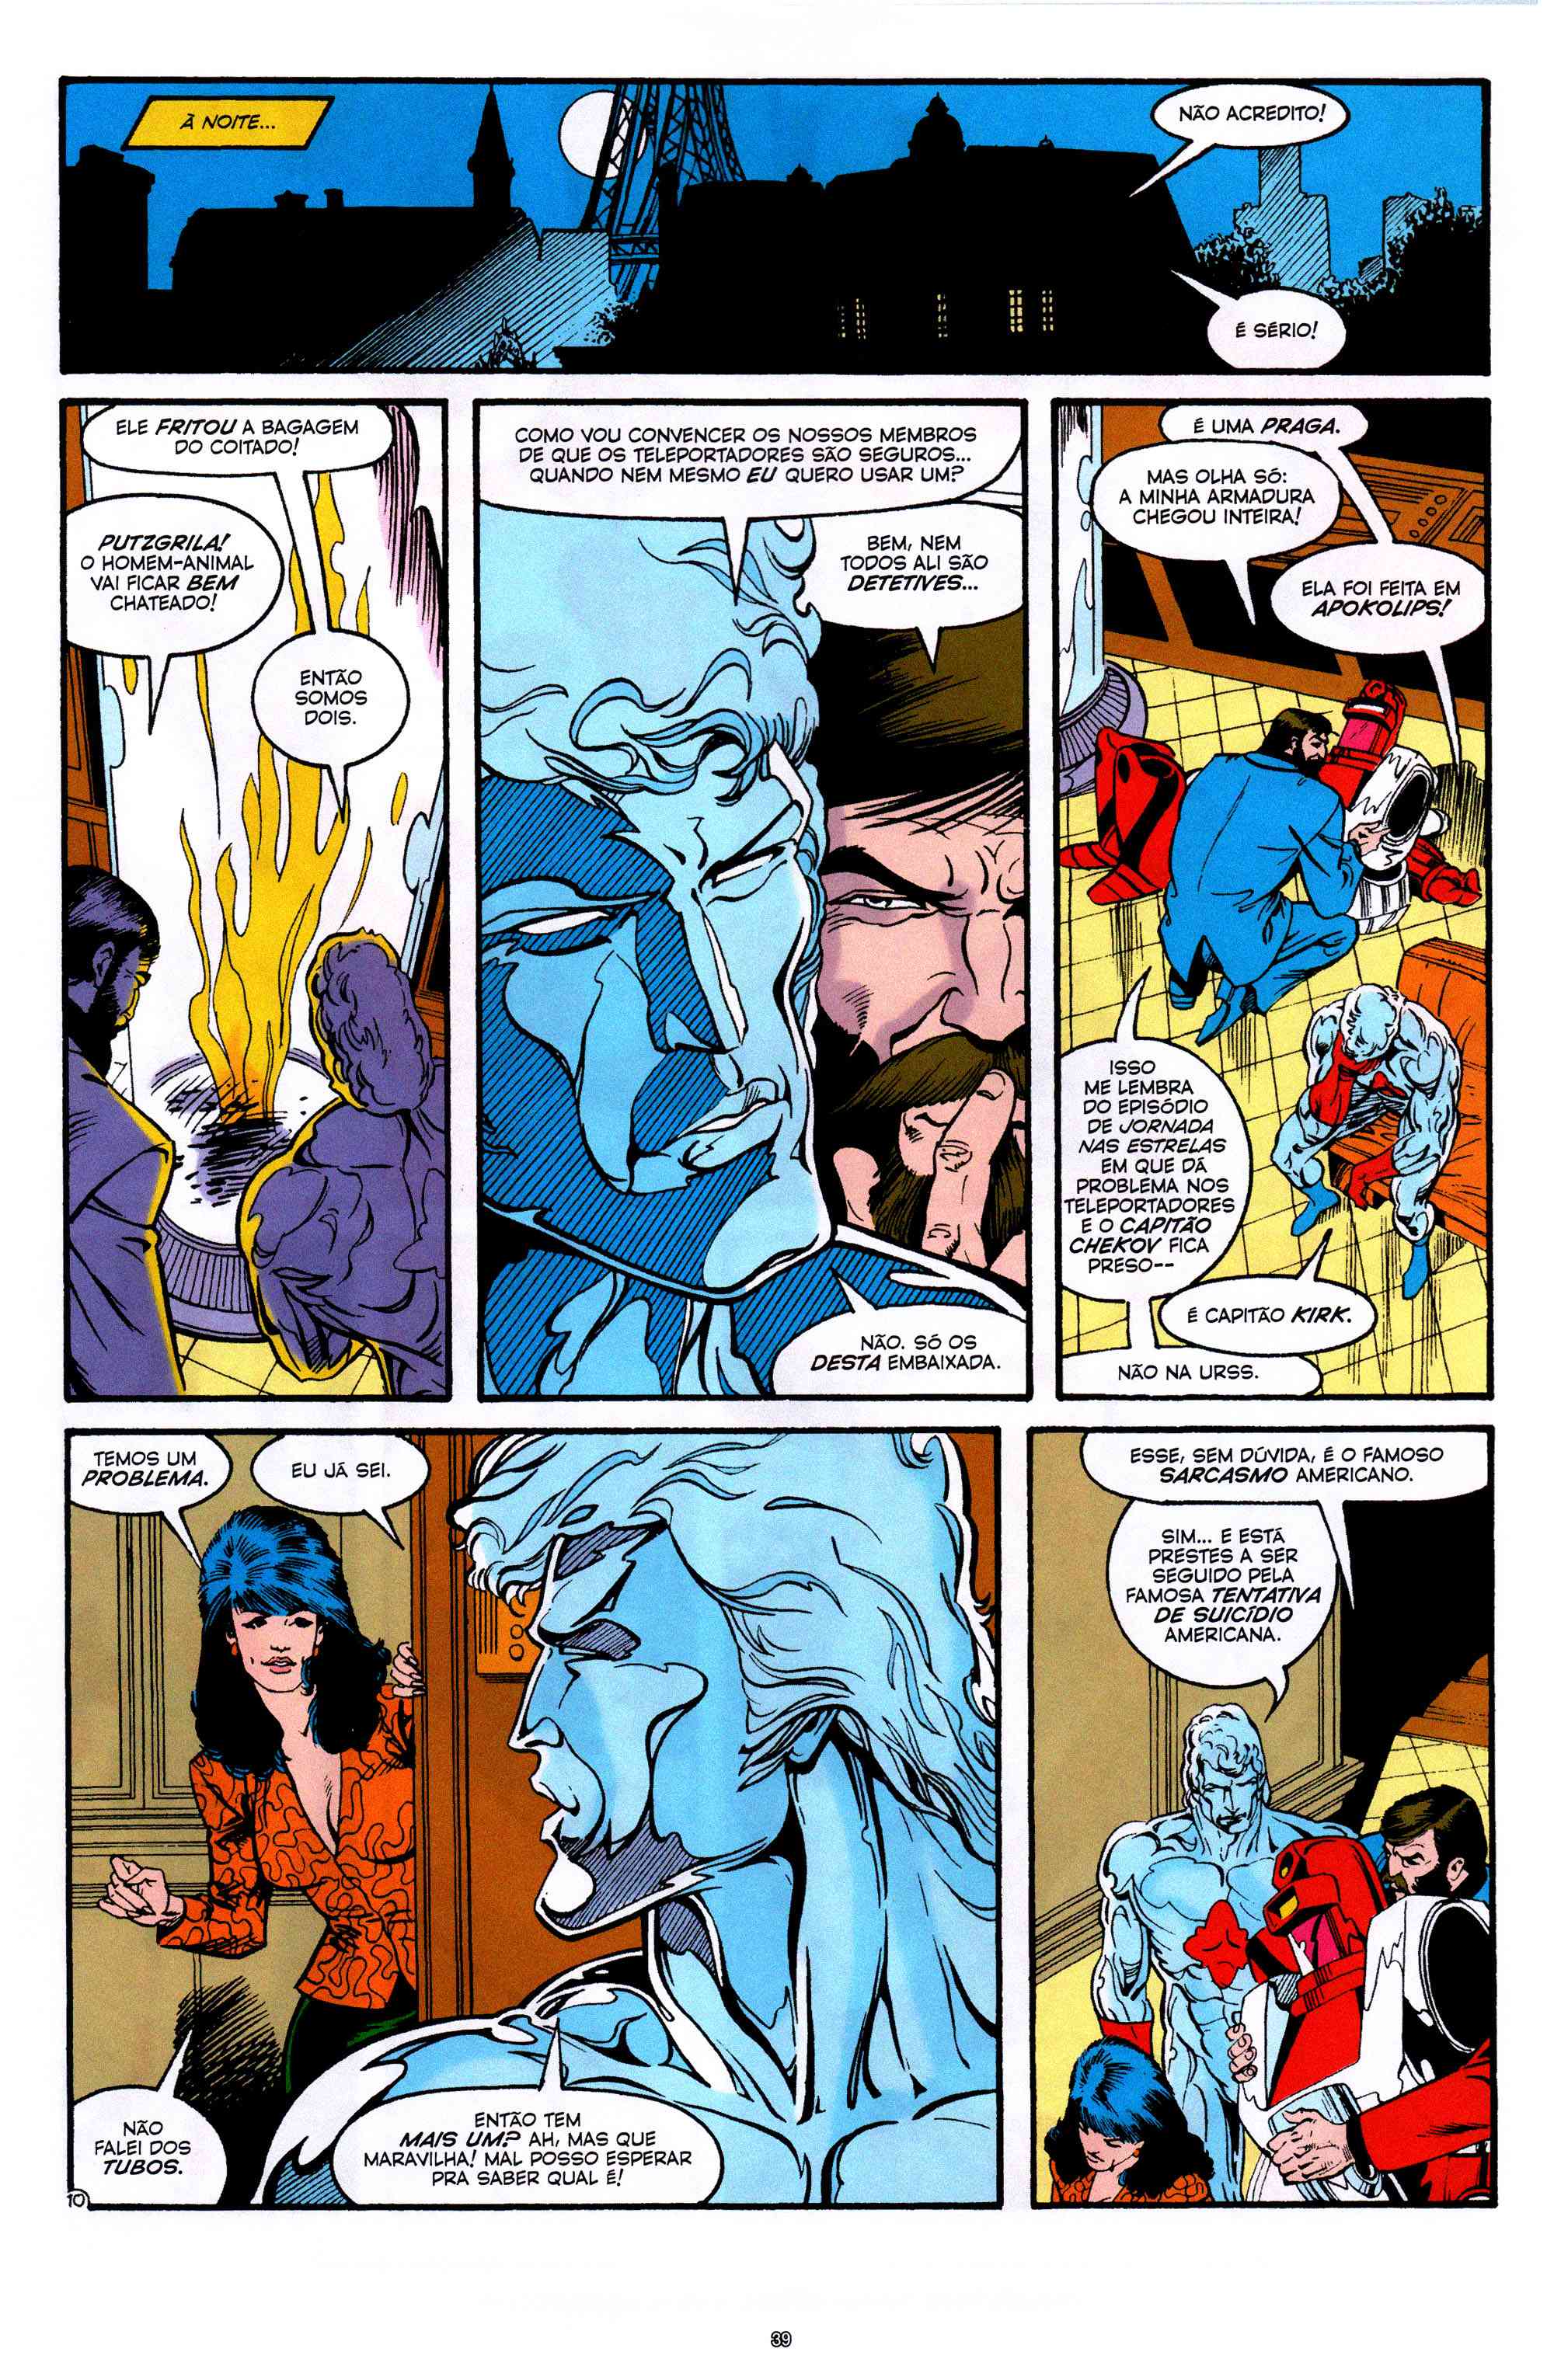 À NOITE...
NÃO ACREDITO!
É SÉRIO!
ELE FRITOU A BAGAGEM
DO COITADO!
PUTZGRILA!
O HOMEM-ANIMAL
VAI FICAR BEM
CHATEADO!
ENTÃO
SOMOS
DOIS.
COMO VOU CONVENCER OS NOSSOS MEMBROS
DE QUE OS TELEPORTADORES SÃO SEGUROS...
QUANDO NEM MESMO EU QUERO USAR UM?
BEM, NEM
TODOS ALI SÃO
DETETIVES...
NÃO. SÓ OS
DESTA EMBAIXADA.
É UMA PRAGA.
MAS OLHA SÓ:
A MINHA ARMADURA
CHEGOU INTEIRA!
ELA FOI FEITA EM
APOKOLIPS!
ISSO
ME LEMBRA
DO EPISÓDIO
DE JORNADA
NAS ESTRELAS
EM QUE DÁ
PROBLEMA NOS
TELEPORTADORES
E O CAPITÃO
CHEKOV FICA
PRESO--
É CAPITÃO KIRK.
NÃO NA URSS.
TEMOS UM
PROBLEMA.
EU JÁ SEI.
NÃO
FALEI DOS
TUBOS.
ENTÃO TEM
MAIS UM? AH, MAS QUE
MARAVILHA! MAL POSSO ESPERAR
PRA SABER QUAL É!
10
ESSE, SEM DÚVIDA, É O FAMOSO
SARCASMO AMERICANO.
SIM... E ESTÁ
PRESTES A SER
SEGUIDO PELA
FAMOSA TENTATIVA
DE SUICÍDIO
AMERICANA.
39